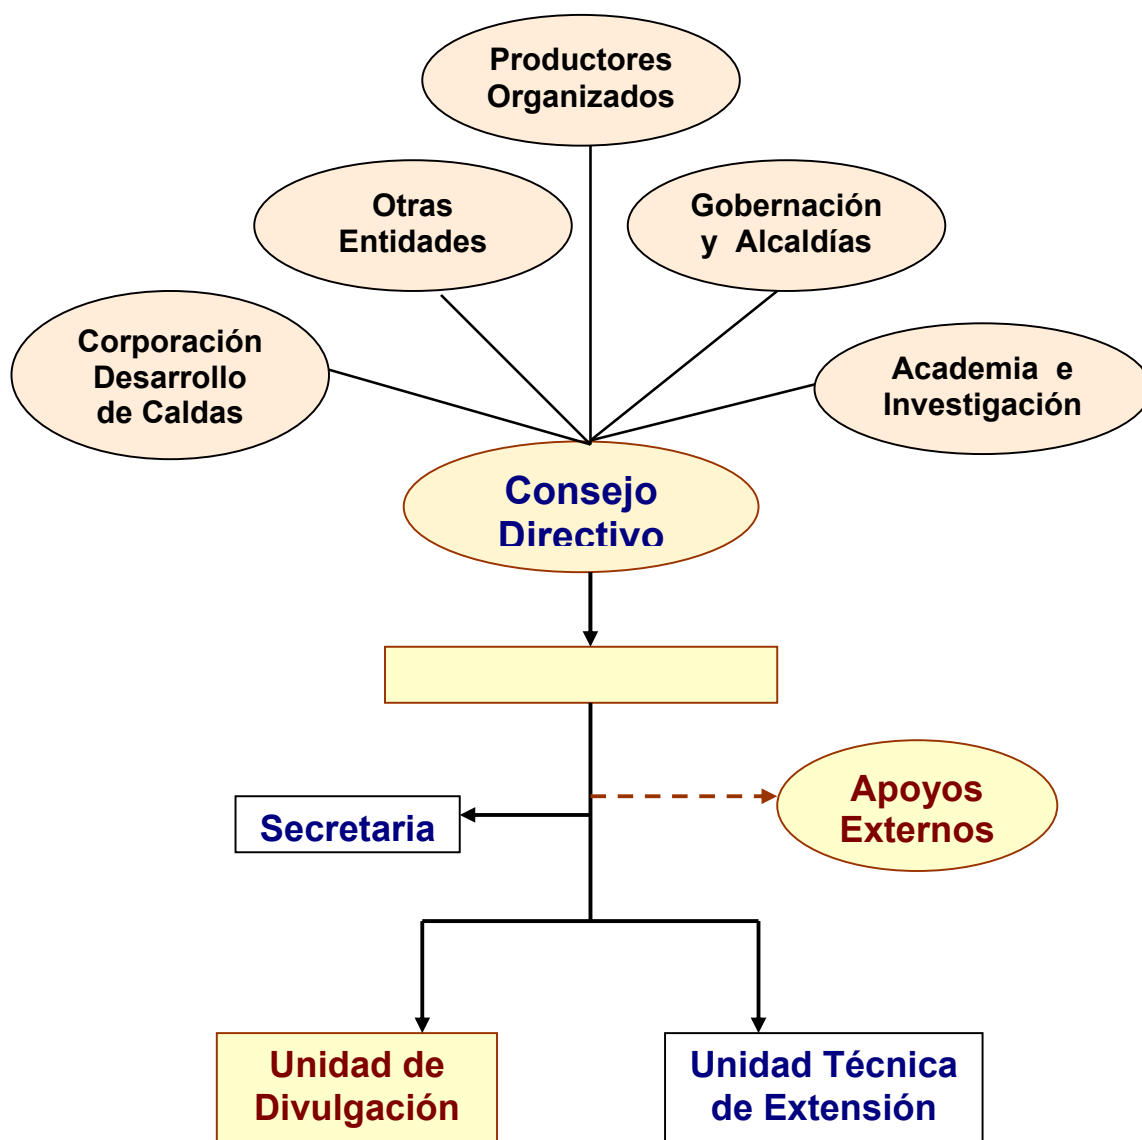 Productores
Organizados
Otras
Entidades
Gobernación
y Alcaldías
Corporación
Desarrollo
de Caldas
Academia e
Investigación
Consejo
Directivo
Apoyos
Externos
Secretaria
Unidad de
Divulgación
Unidad Técnica
de Extensión